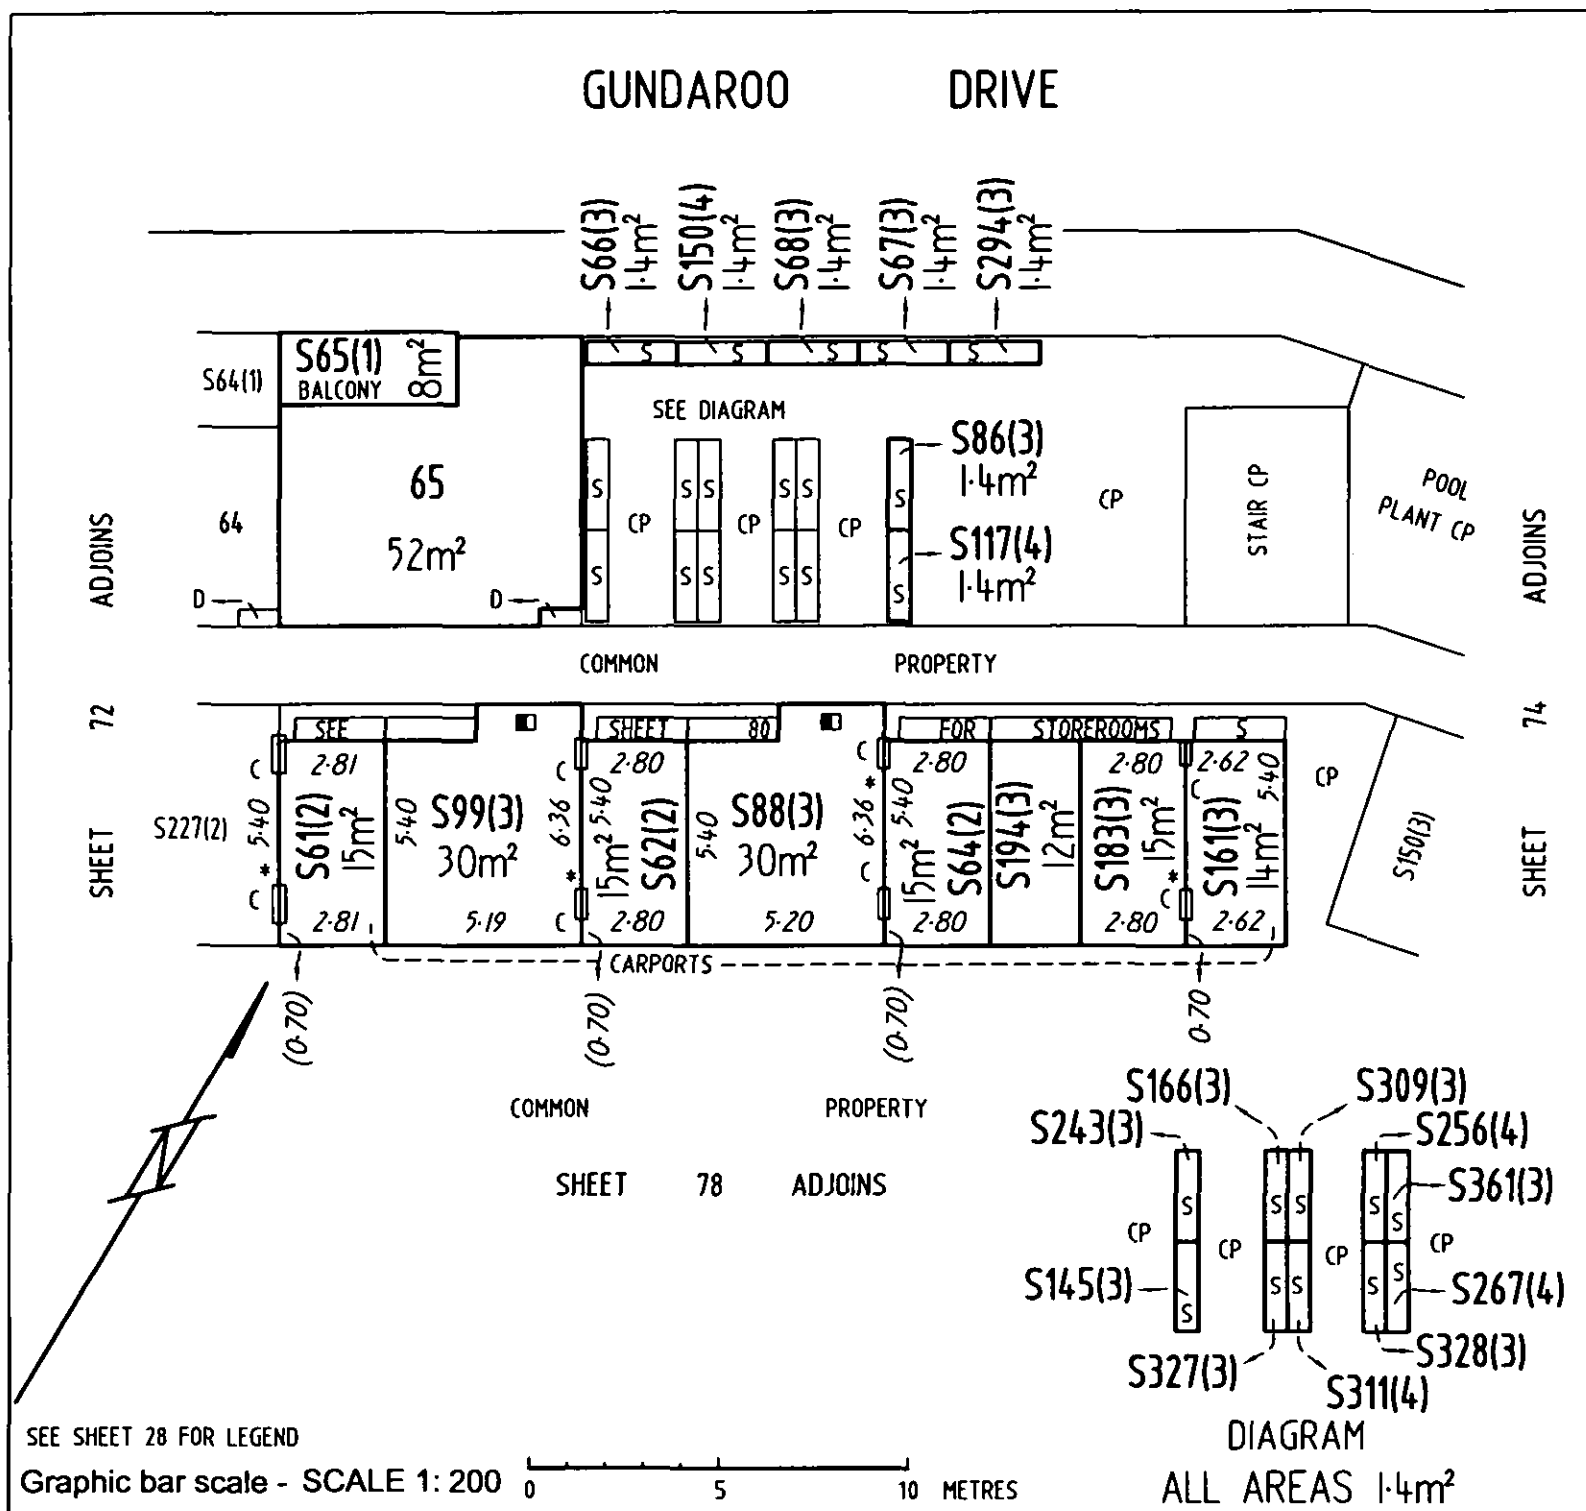 GUNDAROO DRIVE
S66(3) 1·4m²
S150(4) 1·4m²
S68(3) 1·4m²
S67(3) 1·4m²
S294(3) 1·4m²
S64(1)
S65(1)
BALCONY
8m²
S S S S S
SEE DIAGRAM
65
52m²
64
D
D
S S S S S S
S S S S S S
CP CP CP CP
S86(3)
1·4m²
S
S117(4)
1·4m²
S
STAIR CP
POOL
PLANT CP
ADJOINS
SHEET 72
ADJOINS
SHEET 74
COMMON PROPERTY
SEE SHEET 80 FOR STOREROOMS S
2·81 2·80 2·80 2·80 2·62
C C C C
S227(2)
5·40
*
C
S61(2)
15m²
2·81
5·40
S99(3)
30m²
5·19
6·36
*
C
5·40
15m²
S62(2)
2·80
5·40
S88(3)
30m²
5·20
6·36
*
C
5·40
15m²
S64(2)
2·80
S194(3)
12m²
S183(3)
15m²
2·80
*
C
S161(3)
14m²
5·40
2·62
CP
S150(3)
CARPORTS
(0·70)
(0·70)
(0·70)
0·70
COMMON PROPERTY
SHEET 78 ADJOINS
S166(3) S309(3)
S243(3) S256(4)
S361(3)
S S S S S
CP CP CP CP
S S S S S
S145(3) S267(4)
S327(3) S328(3)
S311(4)
DIAGRAM
ALL AREAS 1·4m²
SEE SHEET 28 FOR LEGEND
Graphic bar scale - SCALE 1: 200
0 5 10 METRES